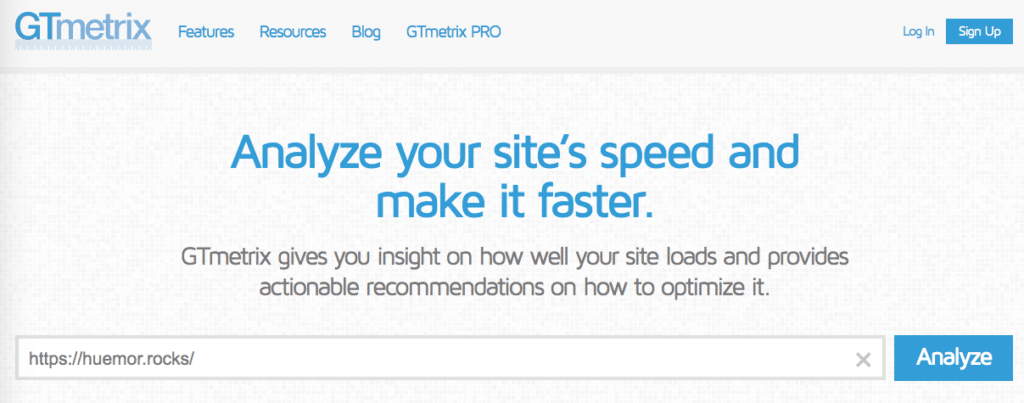 GTmetrix Features Resources Blog GTmetrix PRO Log In Sign Up
Analyze your site's speed and
make it faster.
GTmetrix gives you insight on how well your site loads and provides
actionable recommendations on how to optimize it.
https://huemor.rocks/ × Analyze